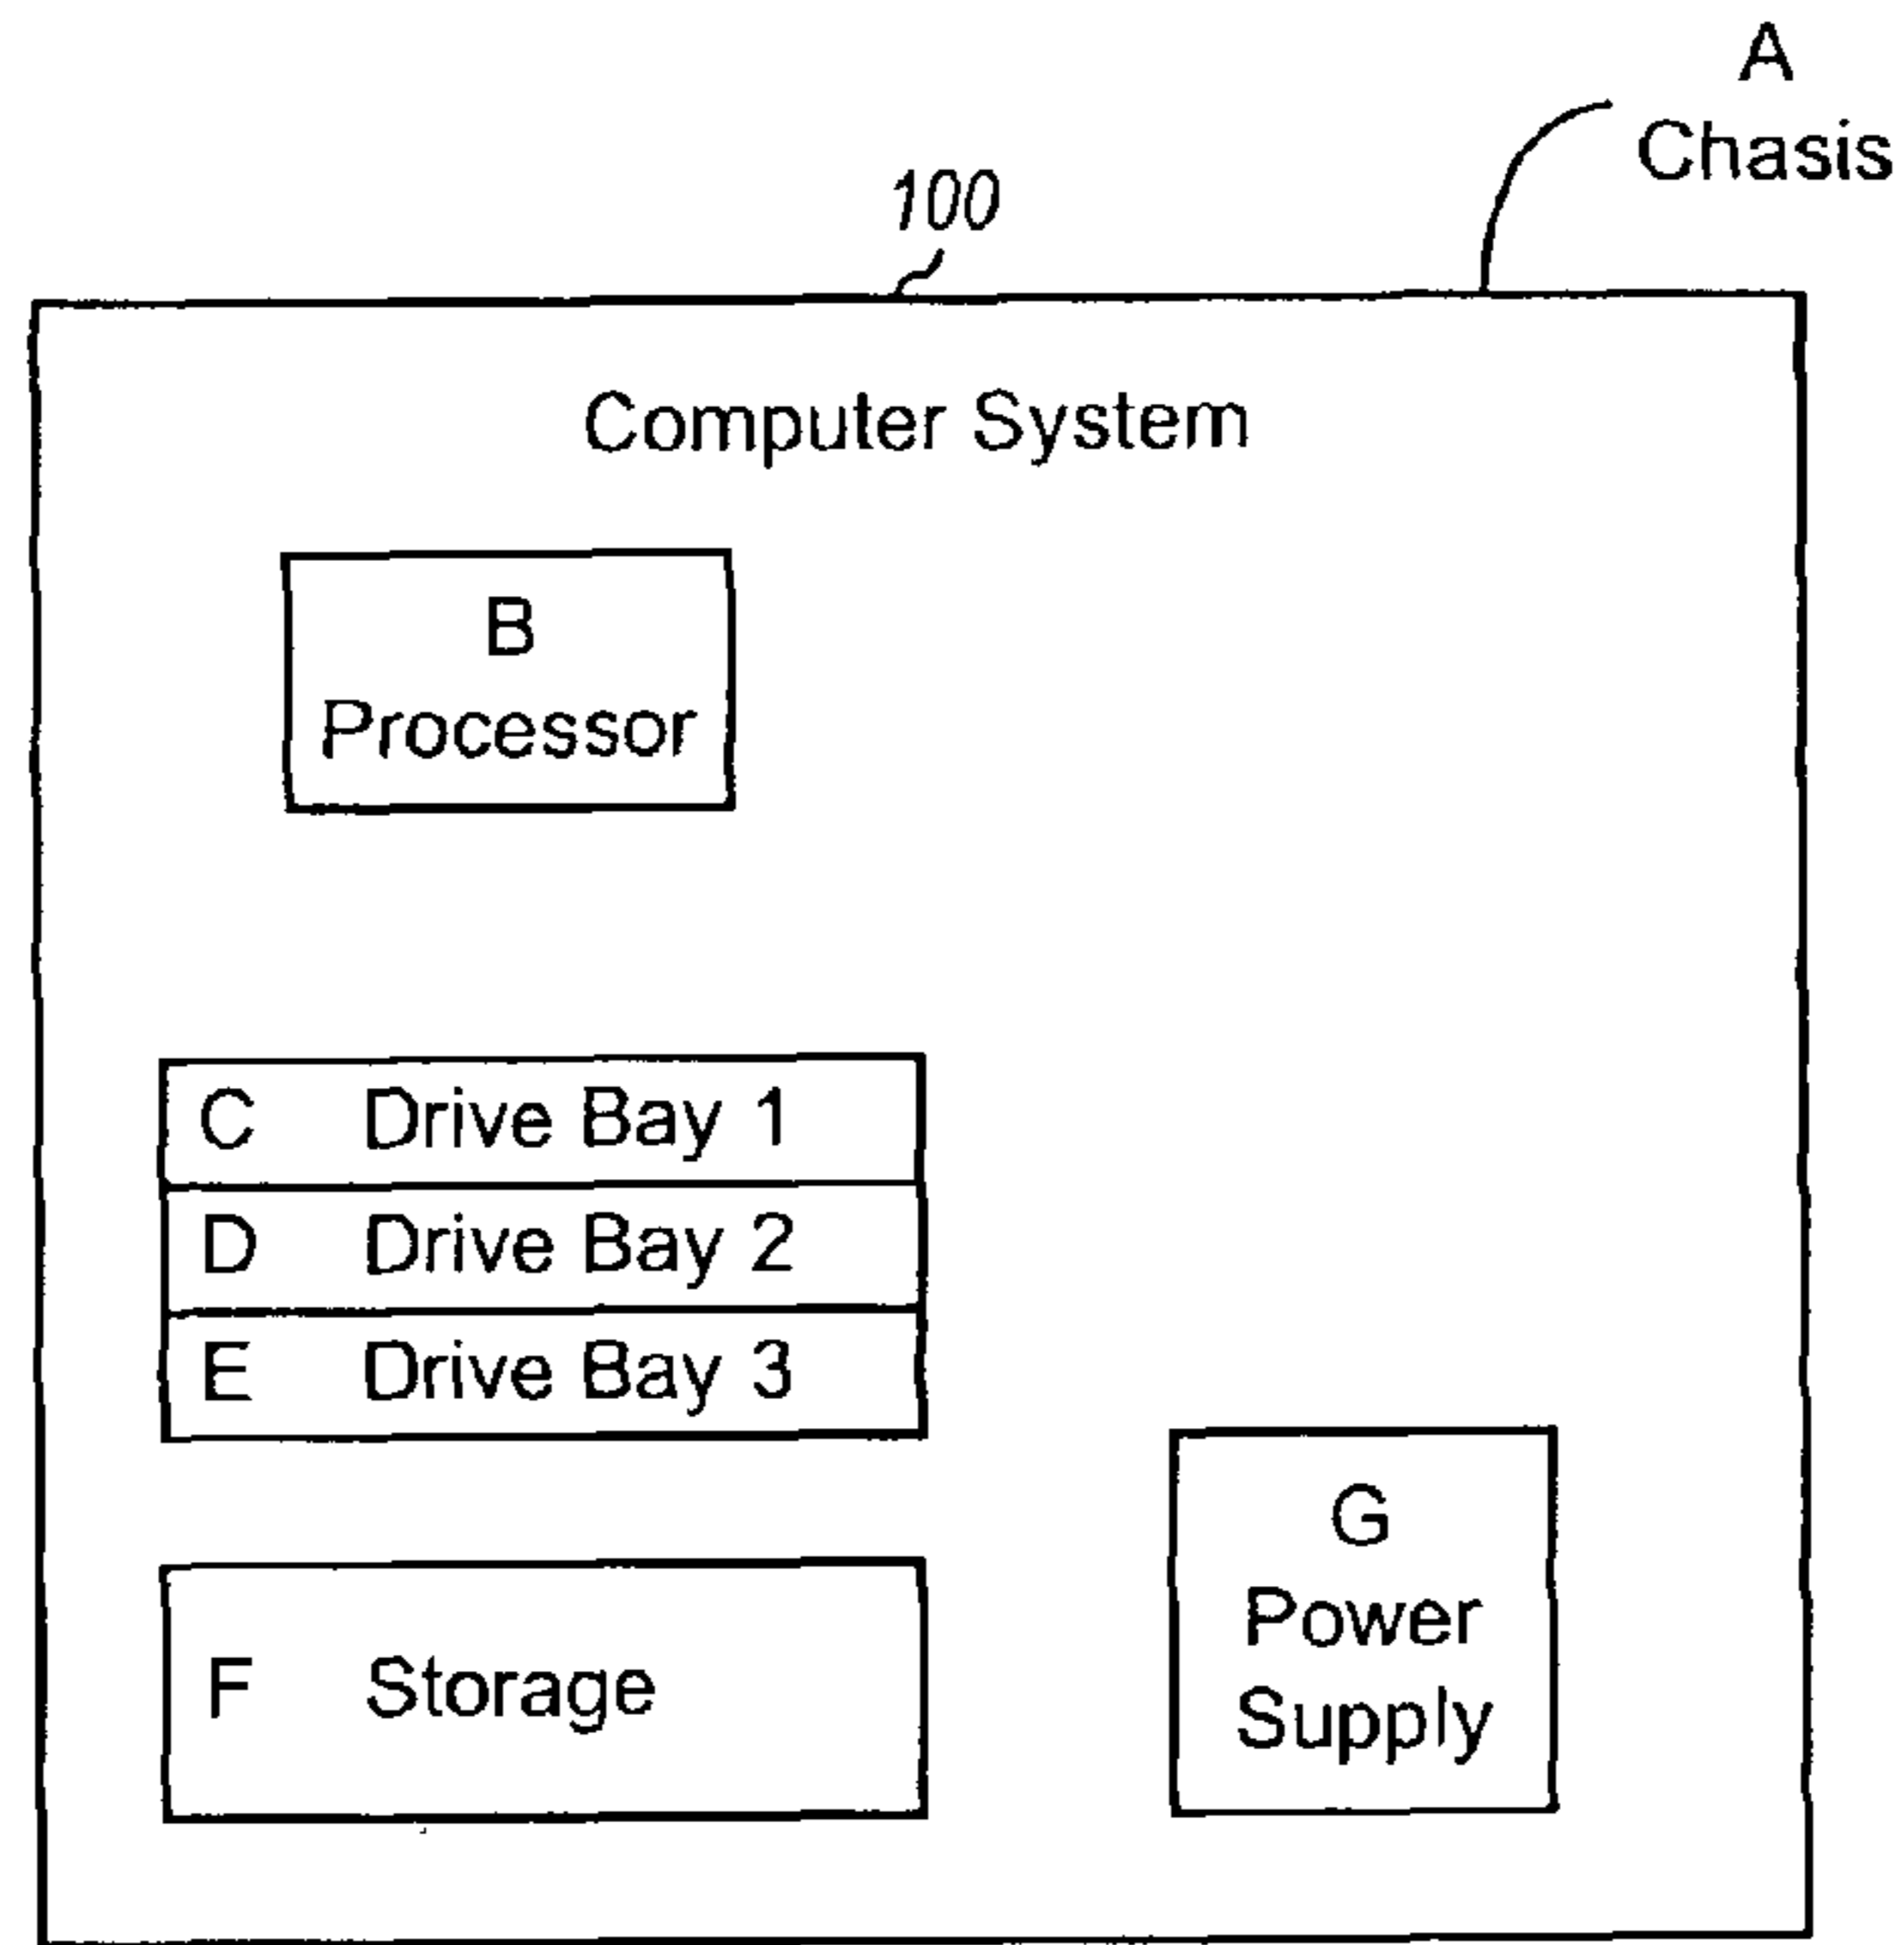 A
Chasis
100
Computer System
B
Processor
C Drive Bay 1
D Drive Bay 2
E Drive Bay 3
F Storage
G
Power
Supply